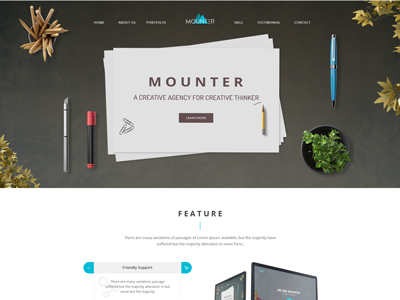 HOME ABOUT US PORTFOLIO MOUNTER SKILL TESTIMONIAL CONTACT
MOUNTER
A CREATIVE AGENCY FOR CREATIVE THINKER
LEARN MORE
FEATURE
There are many variations of passages of Lorem Ipsum available, but the majority have
suffered but the majority alteration in some form.
Friendly Support
There are many variations passage
suffered but the majority alteration in but
some but the majority.